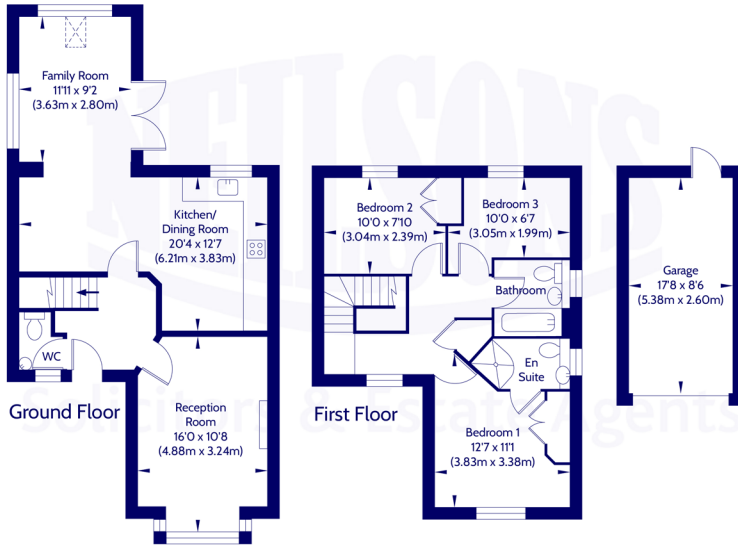 NEILSONS
Solicitors & Estate Agents
Family Room
11'11 x 9'2
(3.63m x 2.80m)
Kitchen/
Dining Room
20'4 x 12'7
(6.21m x 3.83m)
WC
Reception
Room
16'0 x 10'8
(4.88m x 3.24m)
Ground Floor
Bedroom 2
10'0 x 7'10
(3.04m x 2.39m)
Bedroom 3
10'0 x 6'7
(3.05m x 1.99m)
Bathroom
En
Suite
Bedroom 1
12'7 x 11'1
(3.83m x 3.38m)
First Floor
Garage
17'8 x 8'6
(5.38m x 2.60m)